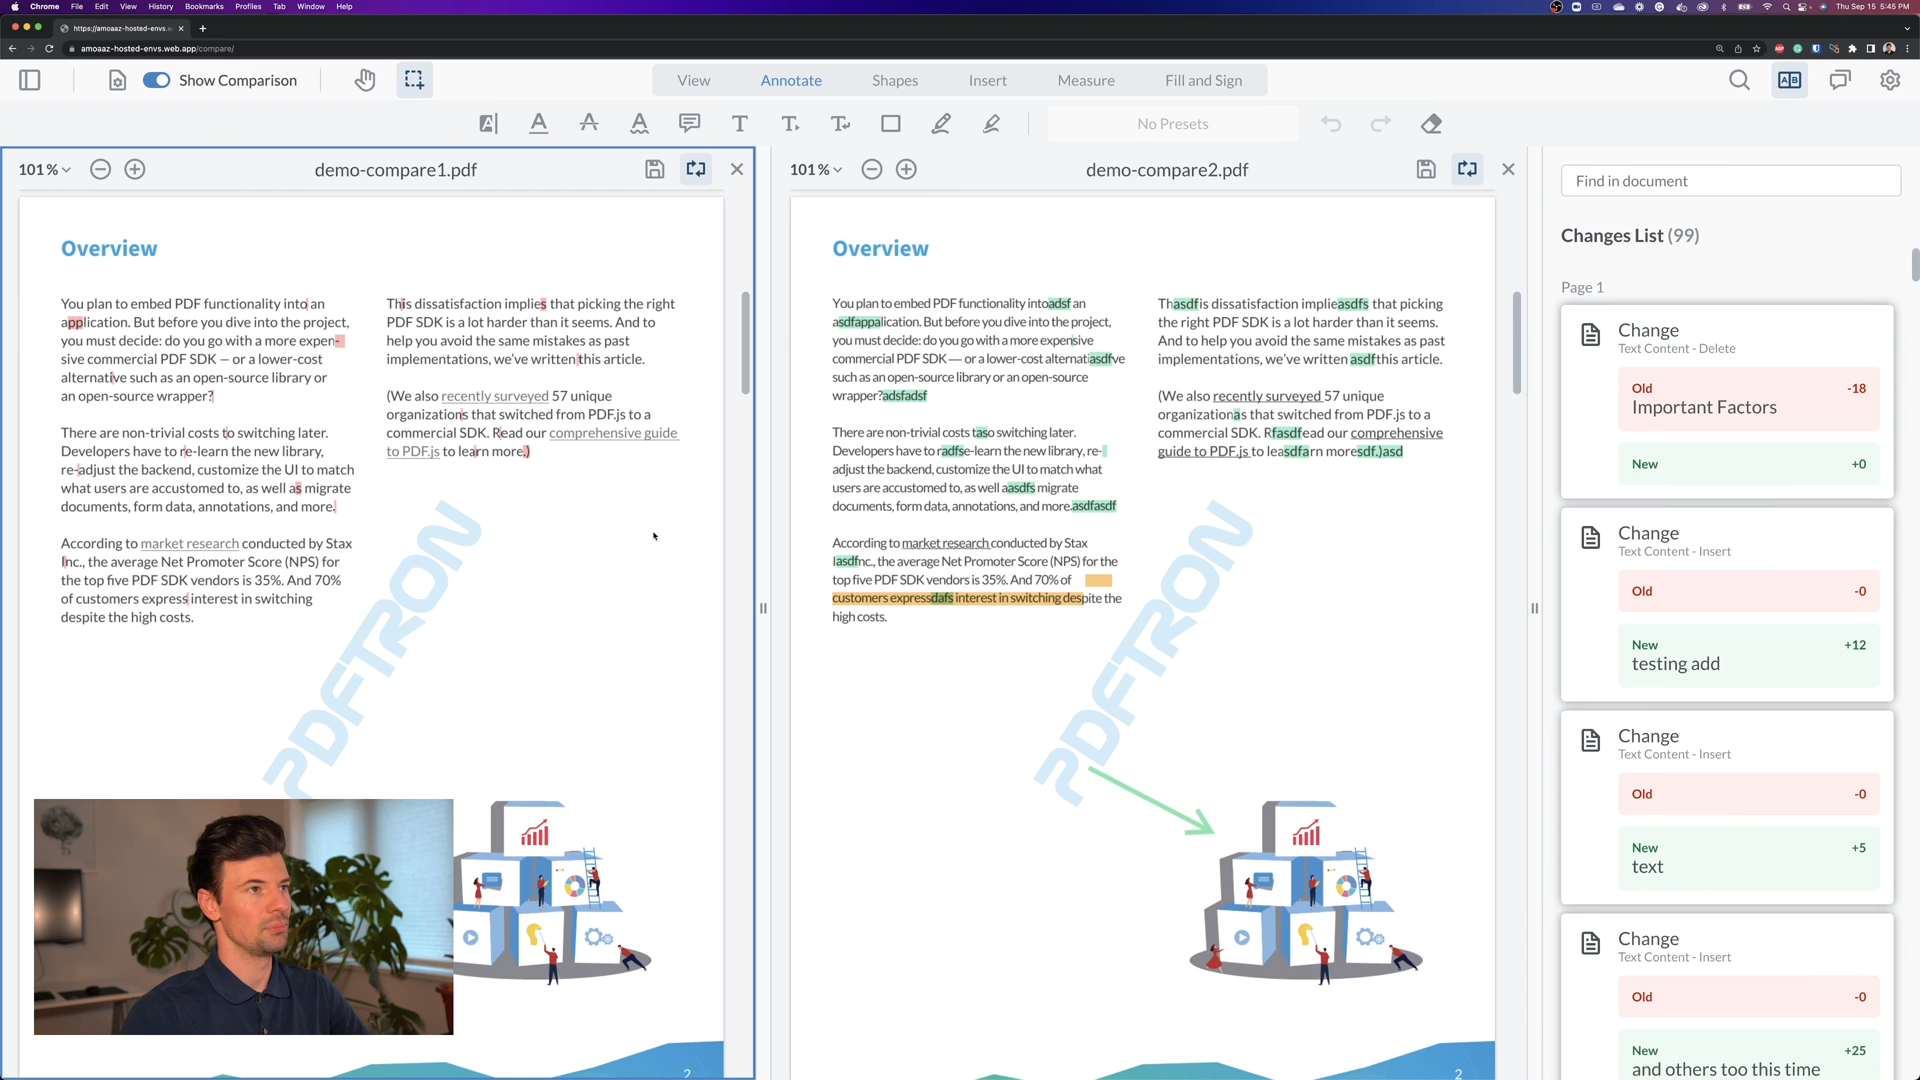 Chrome File Edit View History Bookmarks Profiles Tab Window Help
Thu Sep 15 5:45 PM
https://amoaaz-hosted-envs.w
amoaaz-hosted-envs.web.app/compare/
Show Comparison
View Annotate Shapes Insert Measure Fill and Sign
No Presets
101% demo-compare1.pdf
Overview
You plan to embed PDF functionality into an
application. But before you dive into the project,
you must decide: do you go with a more expen-
sive commercial PDF SDK — or a lower-cost
alternative such as an open-source library or
an open-source wrapper?
There are non-trivial costs to switching later.
Developers have to re-learn the new library,
re-adjust the backend, customize the UI to match
what users are accustomed to, as well as migrate
documents, form data, annotations, and more.
According to market research conducted by Stax
Inc., the average Net Promoter Score (NPS) for
the top five PDF SDK vendors is 35%. And 70%
of customers express interest in switching
despite the high costs.
This dissatisfaction implies that picking the right
PDF SDK is a lot harder than it seems. And to
help you avoid the same mistakes as past
implementations, we've written this article.
(We also recently surveyed 57 unique
organizations that switched from PDF.js to a
commercial SDK. Read our comprehensive guide
to PDF.js to learn more.)
PDFTRON
2
101% demo-compare2.pdf
Overview
You plan to embed PDF functionality intoadsf an
asdfappalication. But before you dive into the project,
you must decide: do you go with a more expensive
commercial PDF SDK — or a lower-cost alternatiasdfve
such as an open-source library or an open-source
wrapper?adsfadsf
There are non-trivial costs taso switching later.
Developers have to radfse-learn the new library, re-
adjust the backend, customize the UI to match what
users are accustomed to, as well aasdfs migrate
documents, form data, annotations, and more.asdfasdf
According to market research conducted by Stax
Iasdfnc., the average Net Promoter Score (NPS) for the
top five PDF SDK vendors is 35%. And 70% of
customers expressdafs interest in switching despite the
high costs.
Thasdfis dissatisfaction implieasdfs that picking
the right PDF SDK is a lot harder than it seems.
And to help you avoid the same mistakes as past
implementations, we've written asdfthis article.
(We also recently surveyed 57 unique
organizationas that switched from PDF.js to a
commercial SDK. Rfasdfead our comprehensive
guide to PDF.js to leasdfarn moresdf.)asd
PDFTRON
2
Find in document
Changes List (99)
Page 1
Change
Text Content - Delete
Old -18
Important Factors
New +0
Change
Text Content - Insert
Old -0
New +12
testing add
Change
Text Content - Insert
Old -0
New +5
text
Change
Text Content - Insert
Old -0
New +25
and others too this time